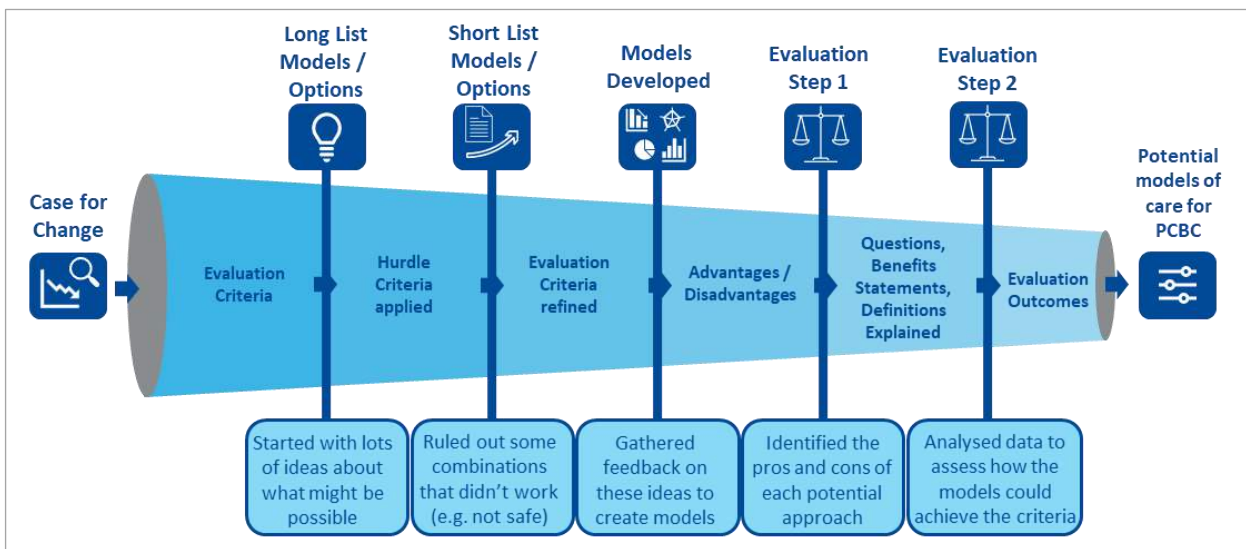 Long List
Models /
Options
Short List
Models /
Options
Models
Developed
Evaluation
Step 1
Evaluation
Step 2
Case for
Change
Evaluation
Criteria
Hurdle
Criteria
applied
Evaluation
Criteria
refined
Advantages /
Disadvantages
Questions,
Benefits
Statements,
Definitions
Explained
Evaluation
Outcomes
Potential
models of
care for
PCBC
Started with lots
of ideas about
what might be
possible
Ruled out some
combinations
that didn’t work
(e.g. not safe)
Gathered
feedback on
these ideas to
create models
Identified the
pros and cons of
each potential
approach
Analysed data to
assess how the
models could
achieve the criteria